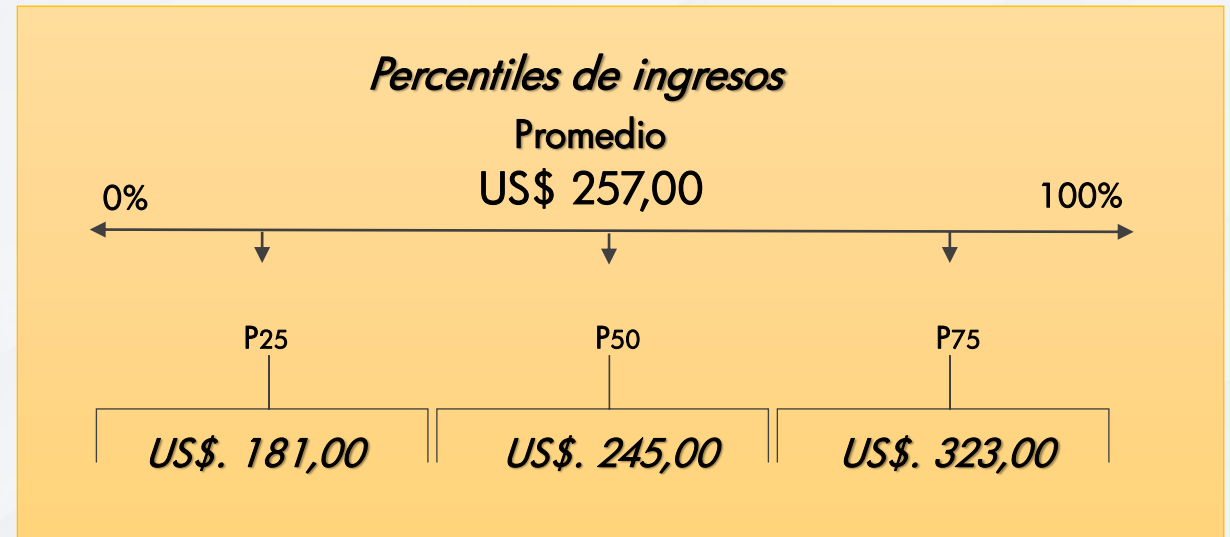 Percentiles de ingresos
Promedio
US$ 257,00
0%
100%
P25
P50
P75
US$. 181,00
US$. 245,00
US$. 323,00